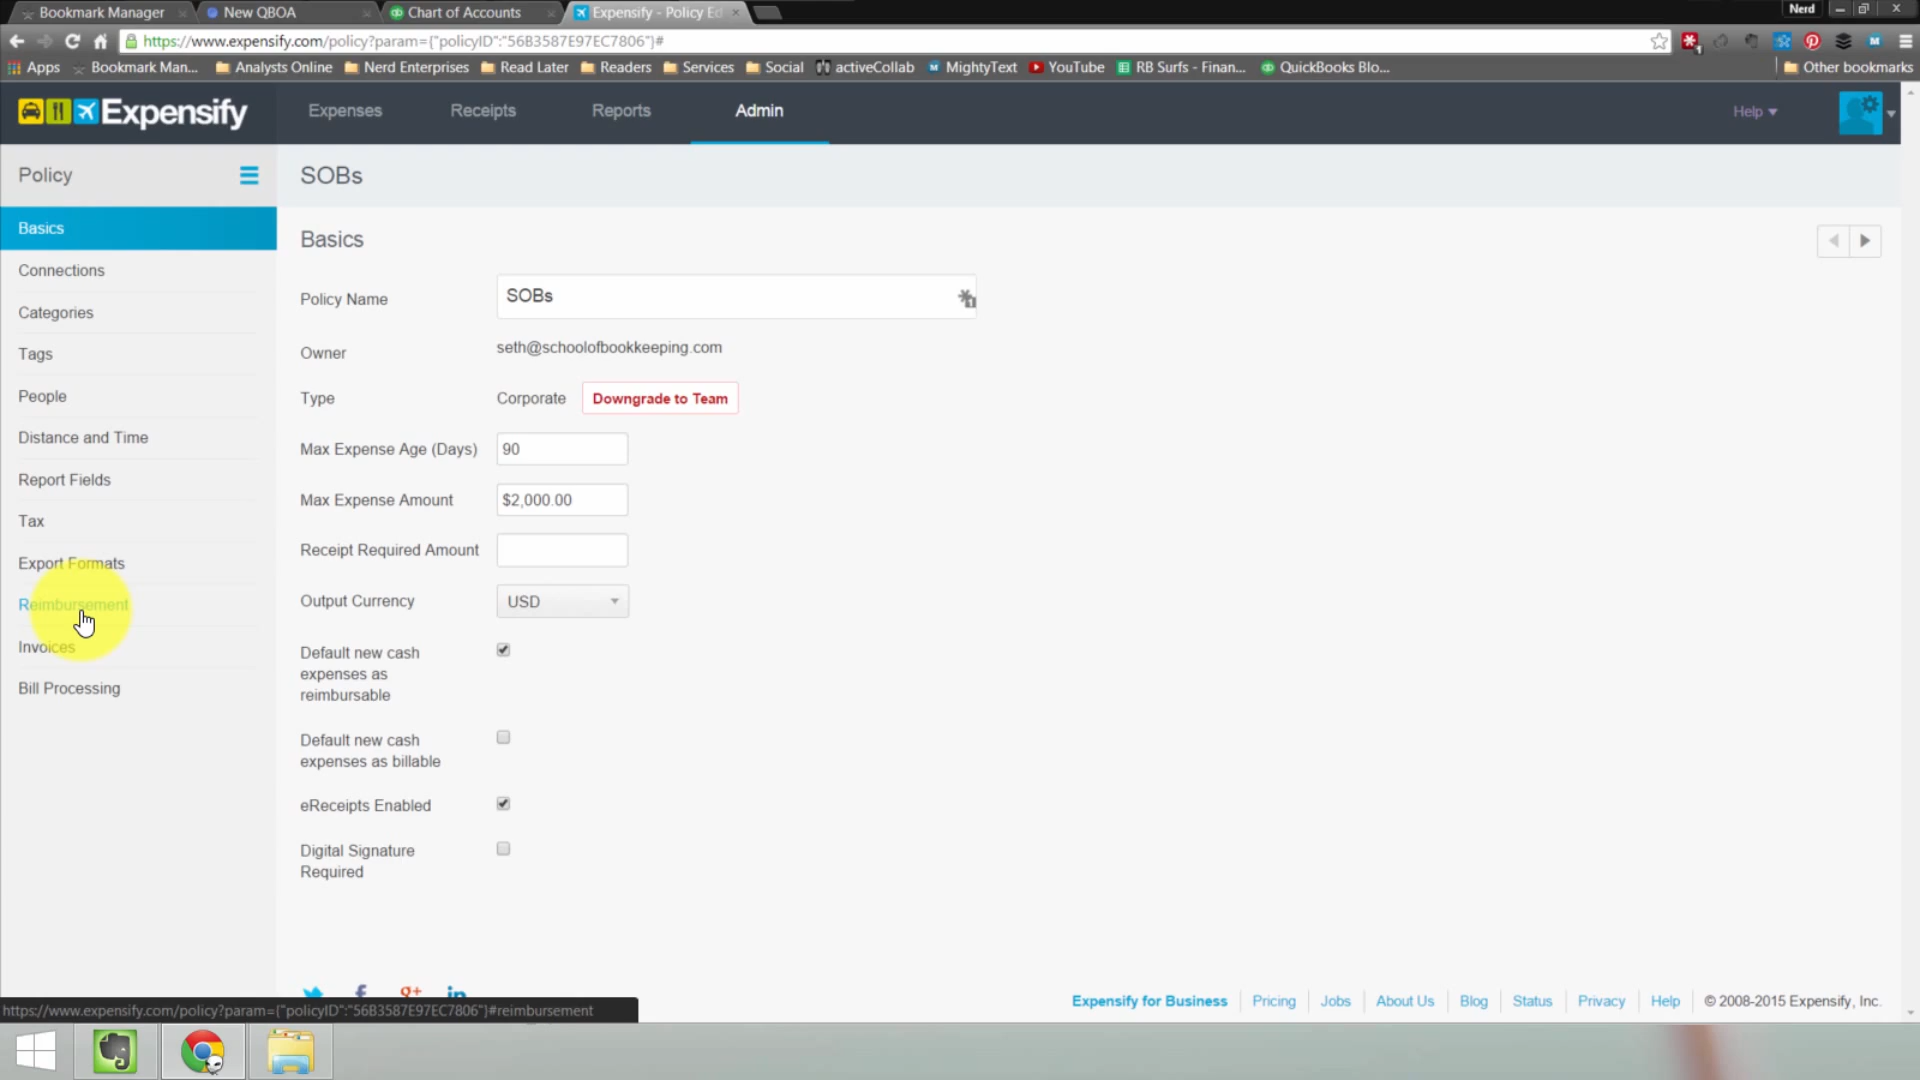 Bookmark Manager
New QBOA
Chart of Accounts
Expensify - Policy Ed
Nerd
https://www.expensify.com/policy?param={"policyID":"56B3587E97EC7806"}#
Apps
Bookmark Man...
Analysts Online
Nerd Enterprises
Read Later
Readers
Services
Social
activeCollab
MightyText
YouTube
RB Surfs - Finan...
QuickBooks Blo...
Other bookmarks
Expensify
Expenses
Receipts
Reports
Admin
Help
Policy
SOBs
Basics
Connections
Categories
Tags
People
Distance and Time
Report Fields
Tax
Export Formats
Reimbursement
Invoices
Bill Processing
Basics
Policy Name
SOBs
Owner
seth@schoolofbookkeeping.com
Type
Corporate
Downgrade to Team
Max Expense Age (Days)
90
Max Expense Amount
$2,000.00
Receipt Required Amount
Output Currency
USD
Default new cash
expenses as
reimbursable
Default new cash
expenses as billable
eReceipts Enabled
Digital Signature
Required
https://www.expensify.com/policy?param={"policyID":"56B3587E97EC7806"}#reimbursement
Expensify for Business
Pricing
Jobs
About Us
Blog
Status
Privacy
Help
© 2008-2015 Expensify, Inc.